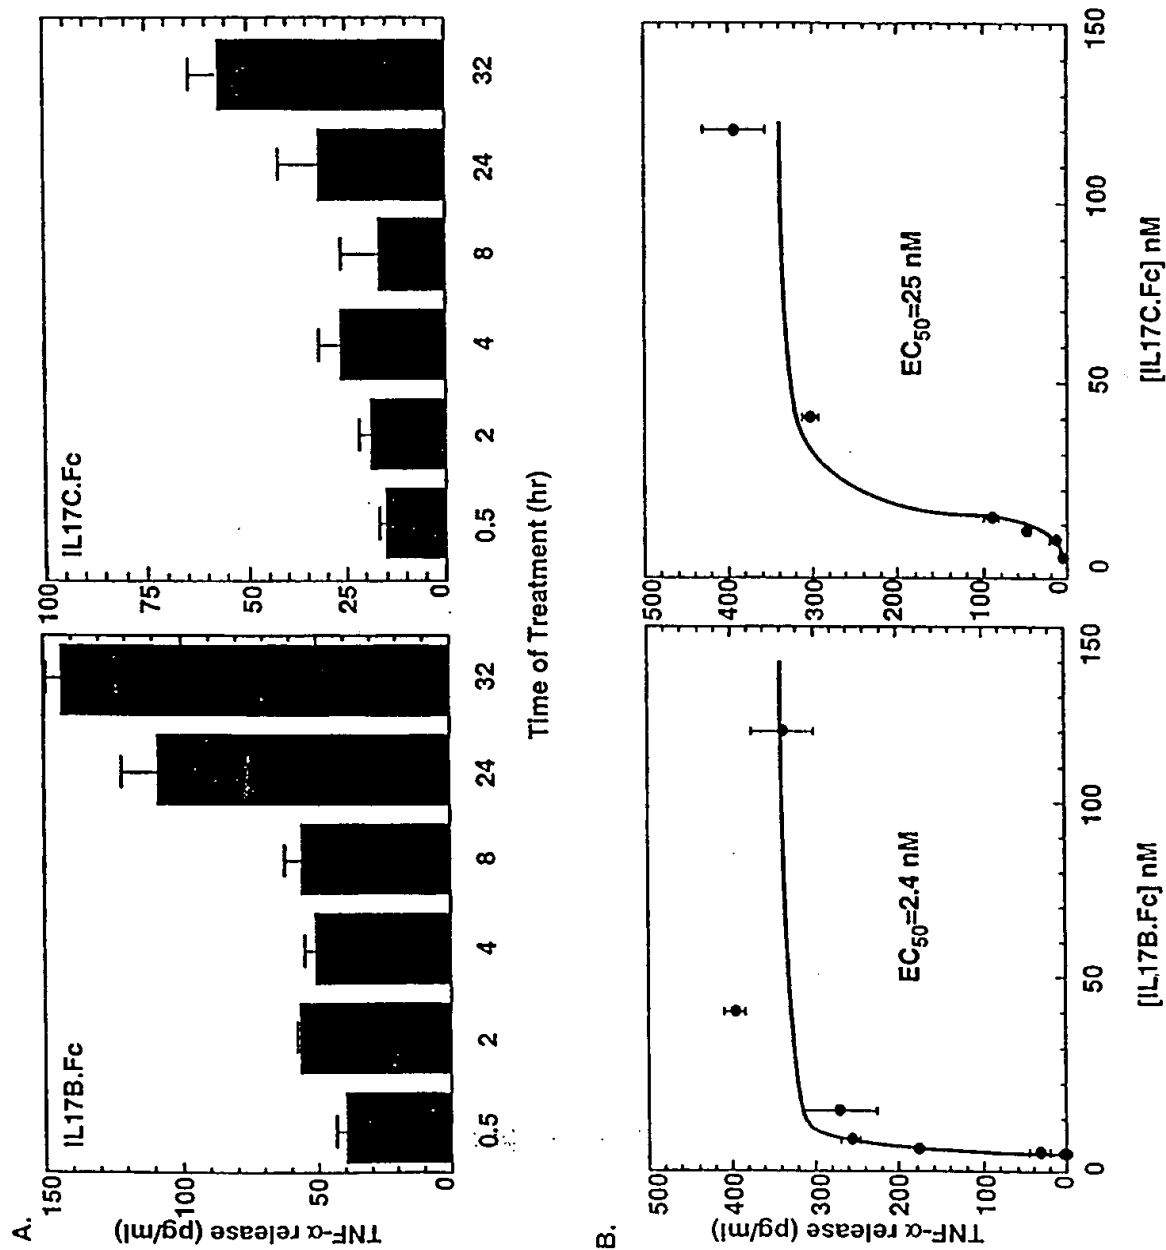 A.
TNF-α release (pg/ml)
150
100
50
0
IL17B.Fc
0.5 2 4 8 24 32
100
75
50
25
0
IL17C.Fc
0.5 2 4 8 24 32
Time of Treatment (hr)
B.
TNF-α release (pg/ml)
500
400
300
200
100
0
EC50=2.4 nM
0 50 100 150
[IL17B.Fc] nM
500
400
300
200
100
0
EC50=25 nM
0 50 100 150
[IL17C.Fc] nM